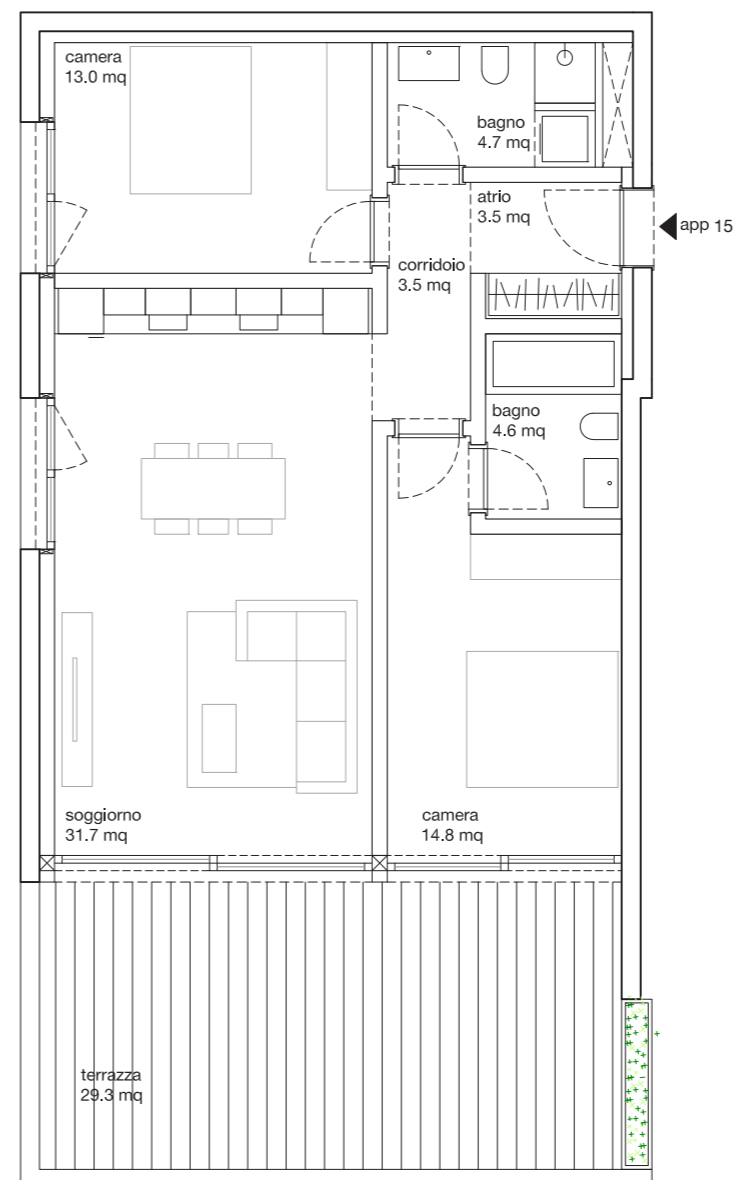 camera
13.0 mq
bagno
4.7 mq
atrio
3.5 mq
app 15
corridoio
3.5 mq
bagno
4.6 mq
soggiorno
31.7 mq
camera
14.8 mq
terrazza
29.3 mq